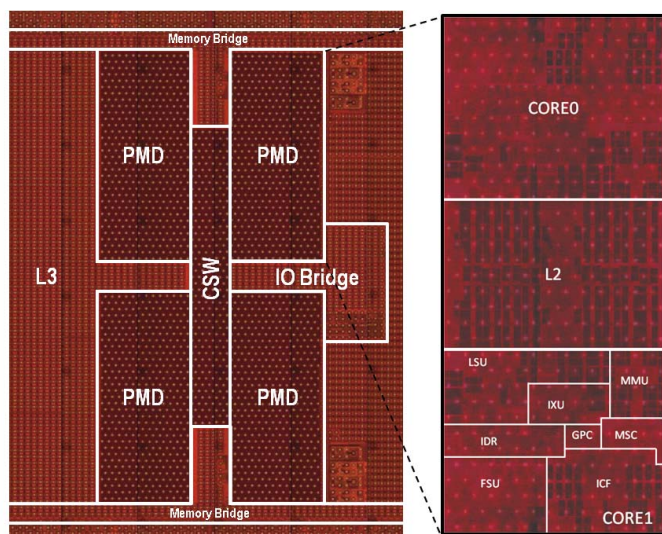 Memory Bridge
PMD
PMD
L3
CSW
IO Bridge
PMD
PMD
Memory Bridge
CORE0
L2
LSU
MMU
IXU
IDR
GPC
MSC
FSU
ICF
CORE1